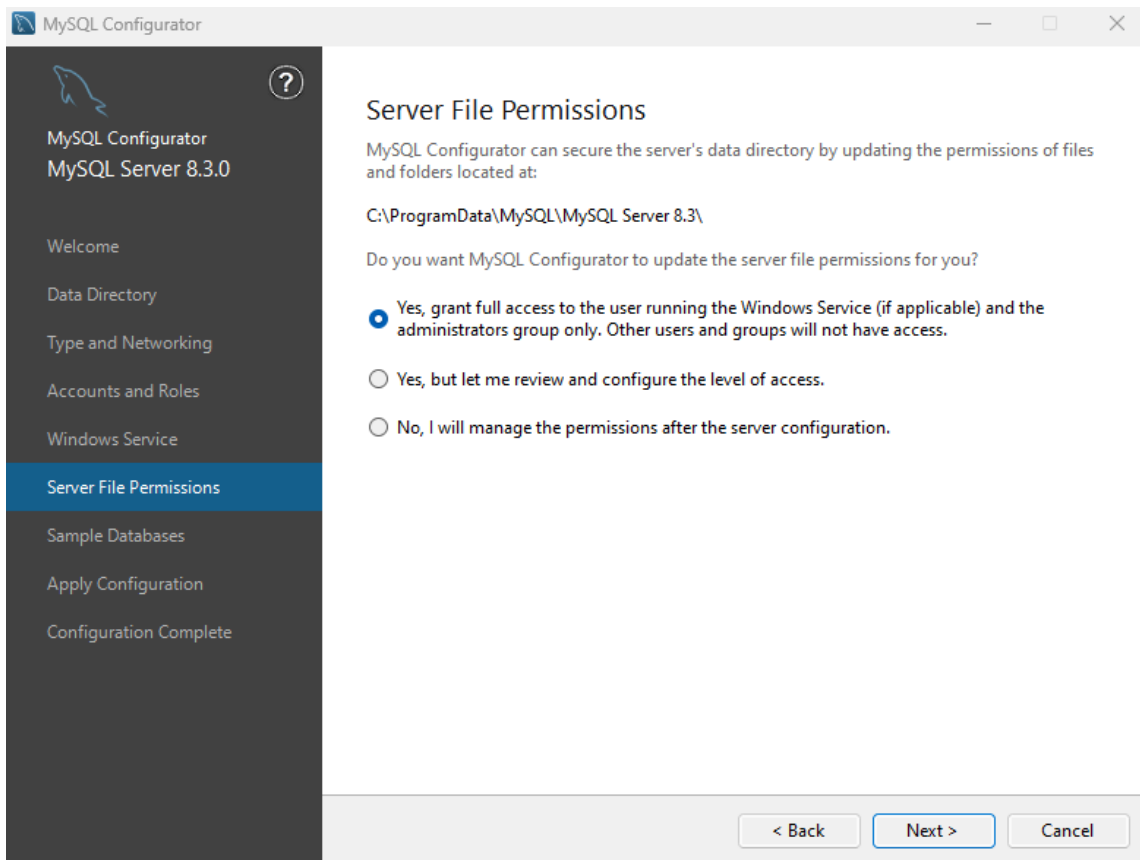 MySQL Configurator
?
MySQL Configurator
MySQL Server 8.3.0
Welcome
Data Directory
Type and Networking
Accounts and Roles
Windows Service
Server File Permissions
Sample Databases
Apply Configuration
Configuration Complete
Server File Permissions
MySQL Configurator can secure the server's data directory by updating the permissions of files
and folders located at:
C:\ProgramData\MySQL\MySQL Server 8.3\
Do you want MySQL Configurator to update the server file permissions for you?
Yes, grant full access to the user running the Windows Service (if applicable) and the
administrators group only. Other users and groups will not have access.
Yes, but let me review and configure the level of access.
No, I will manage the permissions after the server configuration.
< Back
Next >
Cancel